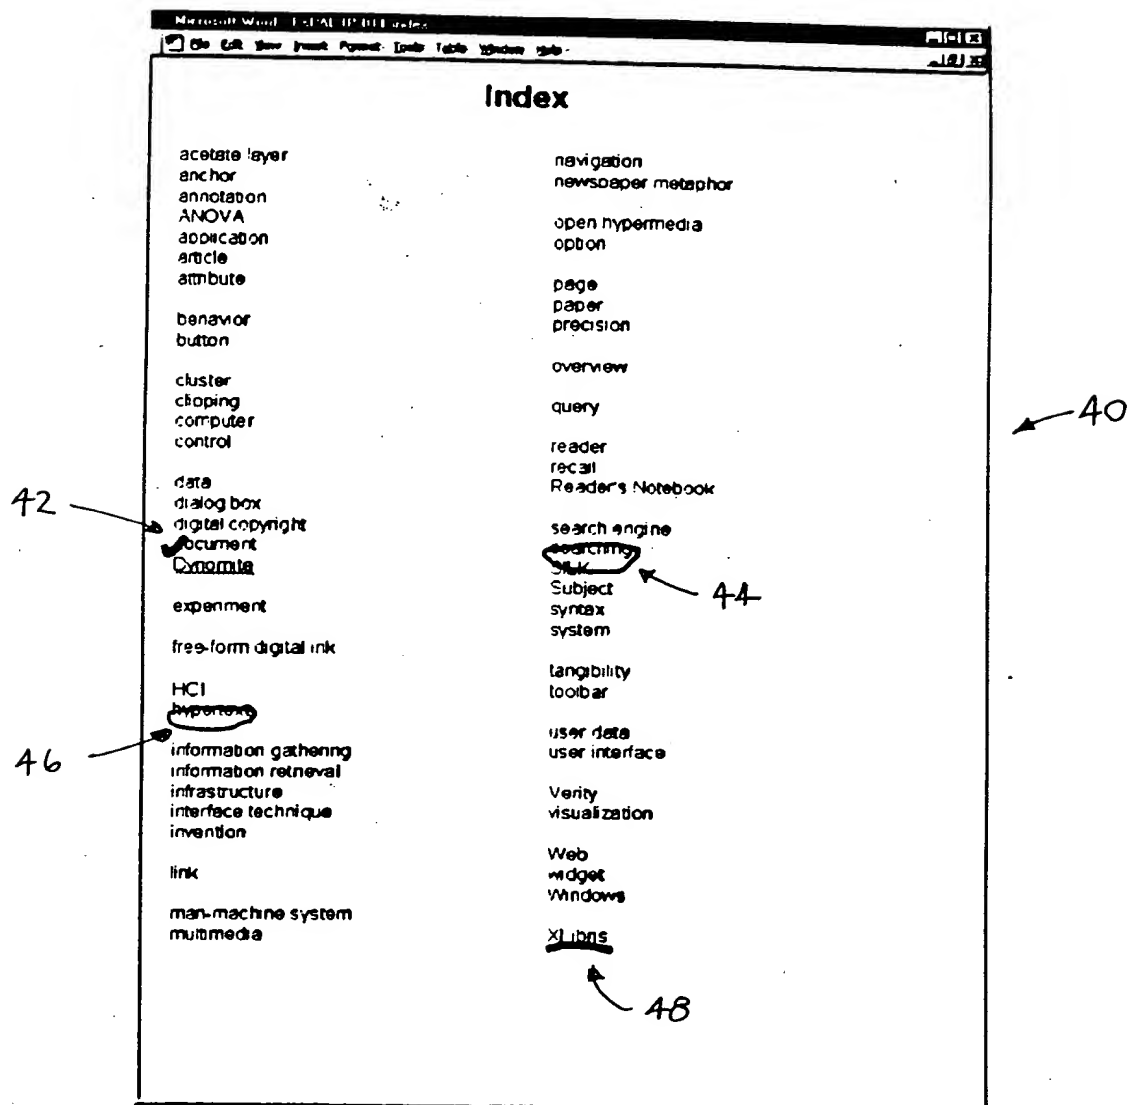 Microsoft Word
File Edit View Insert Format Tools Table Window Help
Index
acetate layer
anchor
annotation
ANOVA
application
article
attribute
behavior
button
cluster
clipping
computer
control
data
dialog box
digital copyright
document
Dynomite
experiment
free-form digital ink
HCI
hypertext
information gathering
information retrieval
infrastructure
interface technique
invention
link
man-machine system
multimedia
navigation
newspaper metaphor
open hypermedia
option
page
paper
precision
overview
query
reader
recall
Reader's Notebook
search engine
searching
SILK
Subject
syntax
system
tangibility
toolbar
user data
user interface
Verity
visualization
Web
widget
Windows
XLibris
40
42
44
46
48